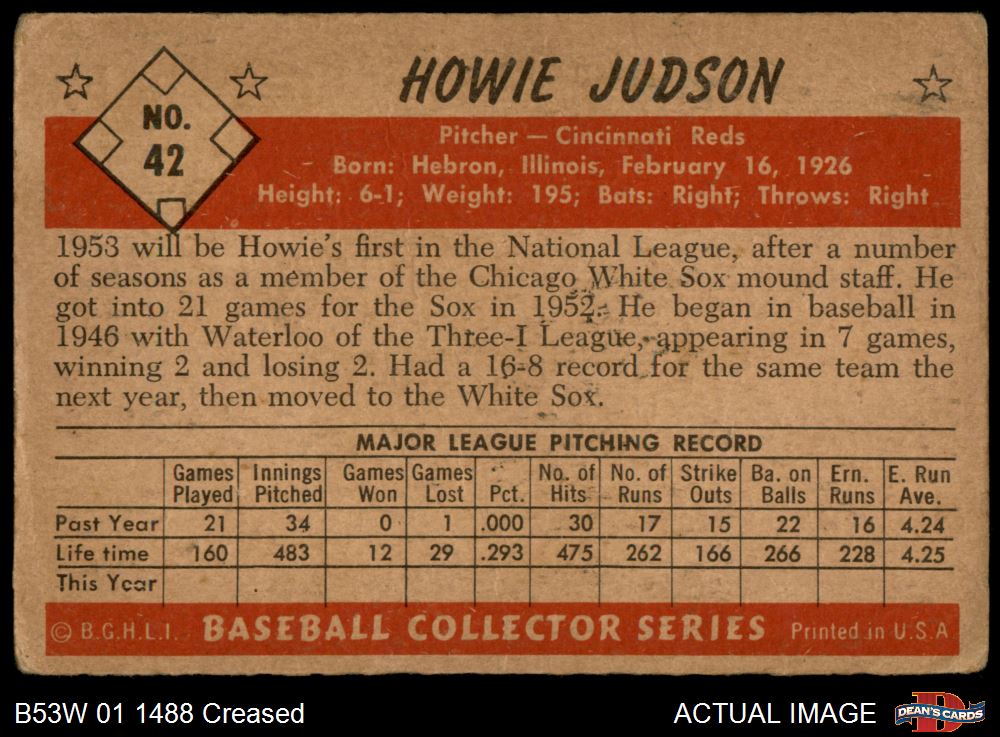 NO.
42
HOWIE JUDSON
Pitcher — Cincinnati Reds
Born: Hebron, Illinois, February 16, 1926
Height: 6-1; Weight: 195; Bats: Right; Throws: Right
1953 will be Howie's first in the National League, after a number
of seasons as a member of the Chicago White Sox mound staff. He
got into 21 games for the Sox in 1952. He began in baseball in
1946 with Waterloo of the Three-I League, appearing in 7 games,
winning 2 and losing 2. Had a 16-8 record for the same team the
next year, then moved to the White Sox.
MAJOR LEAGUE PITCHING RECORD
Games Played Innings Pitched Games Won Games Lost Pct. No. of Hits No. of Runs Strike Outs Ba. on Balls Ern. Runs E. Run Ave.
Past Year 21 34 0 1 .000 30 17 15 22 16 4.24
Life time 160 483 12 29 .293 475 262 166 266 228 4.25
This Year
© B.G.H.L.I. BASEBALL COLLECTOR SERIES Printed in U.S.A
B53W 01 1488 Creased ACTUAL IMAGE DEAN'S CARDS